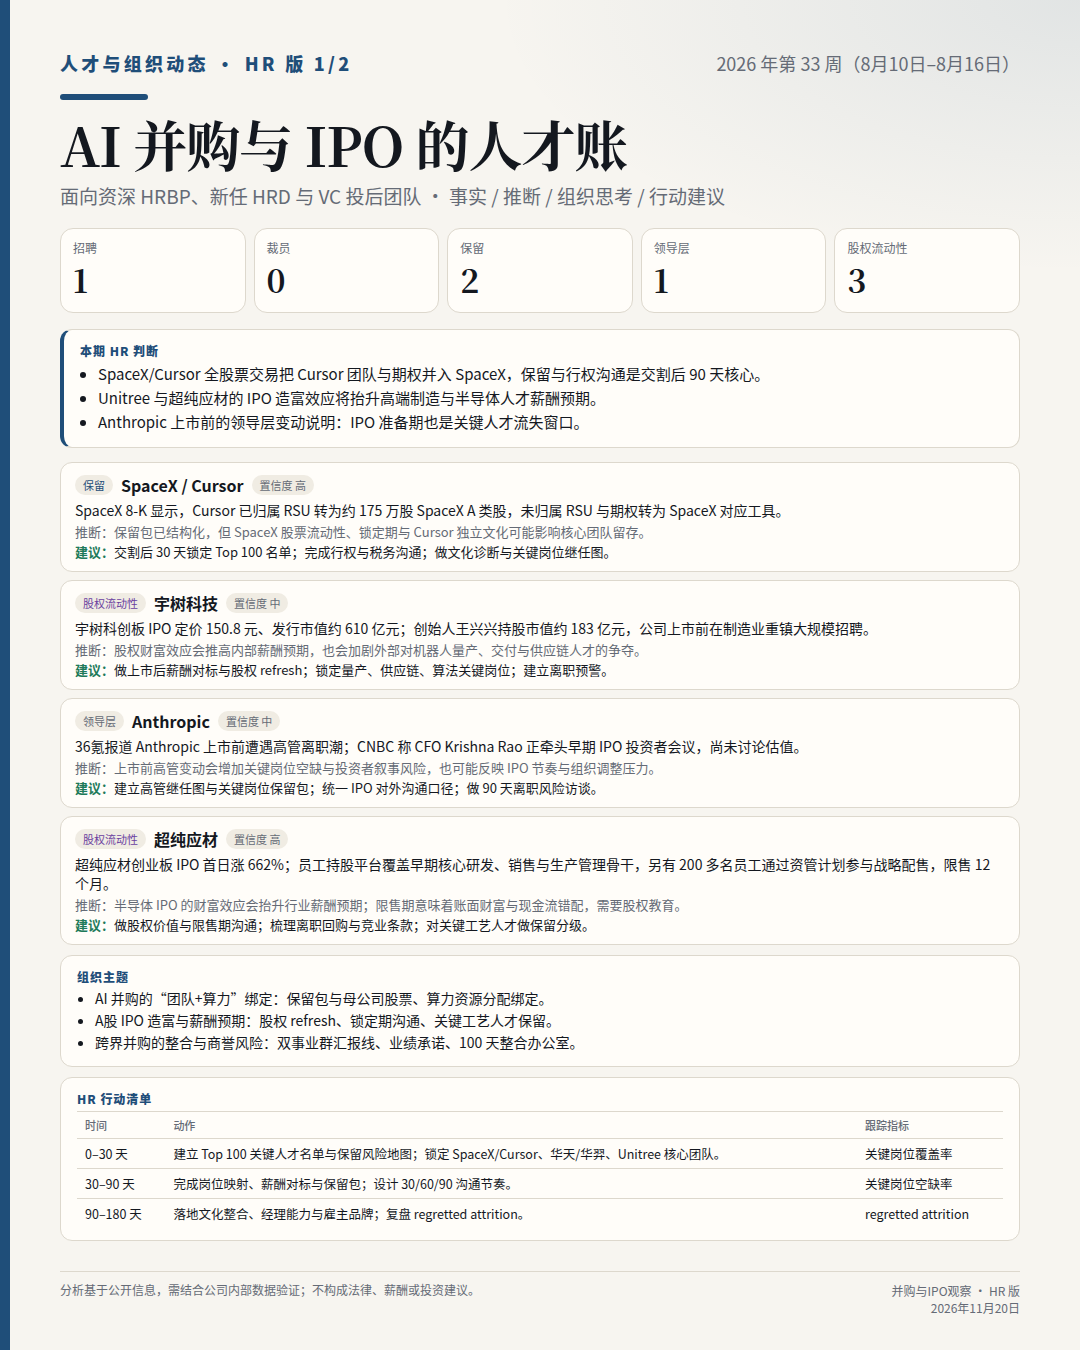 人才与组织动态 · HR 版 1/2
2026 年第 33 周（8月10日–8月16日）
AI 并购与 IPO 的人才账
面向资深 HRBP、新任 HRD 与 VC 投后团队 · 事实 / 推断 / 组织思考 / 行动建议
招聘
1
裁员
0
保留
2
领导层
1
股权流动性
3
本期 HR 判断
• SpaceX/Cursor 全股票交易把 Cursor 团队与期权并入 SpaceX，保留与行权沟通是交割后 90 天核心。
• Unitree 与超纯应材的 IPO 造富效应将抬升高端制造与半导体人才薪酬预期。
• Anthropic 上市前的领导层变动说明：IPO 准备期也是关键人才流失窗口。
保留 SpaceX / Cursor 置信度 高
SpaceX 8-K 显示，Cursor 已归属 RSU 转为约 175 万股 SpaceX A 类股，未归属 RSU 与期权转为 SpaceX 对应工具。
推断：保留包已结构化，但 SpaceX 股票流动性、锁定期与 Cursor 独立文化可能影响核心团队留存。
建议：交割后 30 天锁定 Top 100 名单；完成行权与税务沟通；做文化诊断与关键岗位继任图。
股权流动性 宇树科技 置信度 中
宇树科创板 IPO 定价 150.8 元、发行市值约 610 亿元；创始人王兴兴持股市值约 183 亿元，公司上市前在制造业重镇大规模招聘。
推断：股权财富效应会推高内部薪酬预期，也会加剧外部对机器人量产、交付与供应链人才的争夺。
建议：做上市后薪酬对标与股权 refresh；锁定量产、供应链、算法关键岗位；建立离职预警。
领导层 Anthropic 置信度 中
36氪报道 Anthropic 上市前遭遇高管离职潮；CNBC 称 CFO Krishna Rao 正牵头早期 IPO 投资者会议，尚未讨论估值。
推断：上市前高管变动会增加关键岗位空缺与投资者叙事风险，也可能反映 IPO 节奏与组织调整压力。
建议：建立高管继任图与关键岗位保留包；统一 IPO 对外沟通口径；做 90 天离职风险访谈。
股权流动性 超纯应材 置信度 高
超纯应材创业板 IPO 首日涨 662%；员工持股平台覆盖早期核心研发、销售与生产管理骨干，另有 200 多名员工通过资管计划参与战略配售，限售 12
个月。
推断：半导体 IPO 的财富效应会抬升行业薪酬预期；限售期意味着账面财富与现金流错配，需要股权教育。
建议：做股权价值与限售期沟通；梳理离职回购与竞业条款；对关键工艺人才做保留分级。
组织主题
• AI 并购的“团队+算力”绑定：保留包与母公司股票、算力资源分配绑定。
• A股 IPO 造富与薪酬预期：股权 refresh、锁定期沟通、关键工艺人才保留。
• 跨界并购的整合与商誉风险：双事业群汇报线、业绩承诺、100 天整合办公室。
HR 行动清单
时间 动作 跟踪指标
0–30 天 建立 Top 100 关键人才名单与保留风险地图；锁定 SpaceX/Cursor、华天/华羿、Unitree 核心团队。 关键岗位覆盖率
30–90 天 完成岗位映射、薪酬对标与保留包；设计 30/60/90 沟通节奏。 关键岗位空缺率
90–180 天 落地文化整合、经理能力与雇主品牌；复盘 regretted attrition。 regretted attrition
分析基于公开信息，需结合公司内部数据验证；不构成法律、薪酬或投资建议。
并购与IPO观察 · HR 版
2026年11月20日